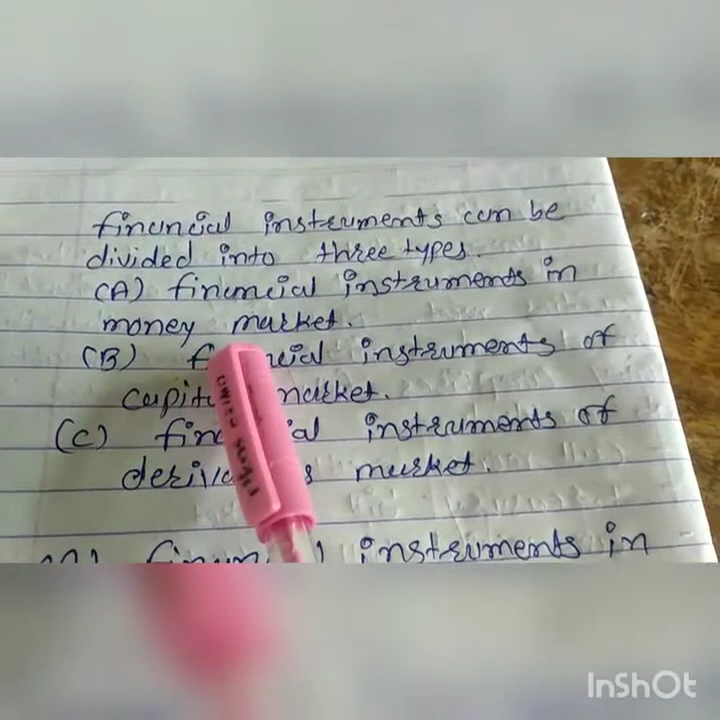 financial instruments can be
divided into three types.
(A) financial instruments in
money market.
(B) instruments of
market.
(C) instruments of
market.
instruments in
InShOt